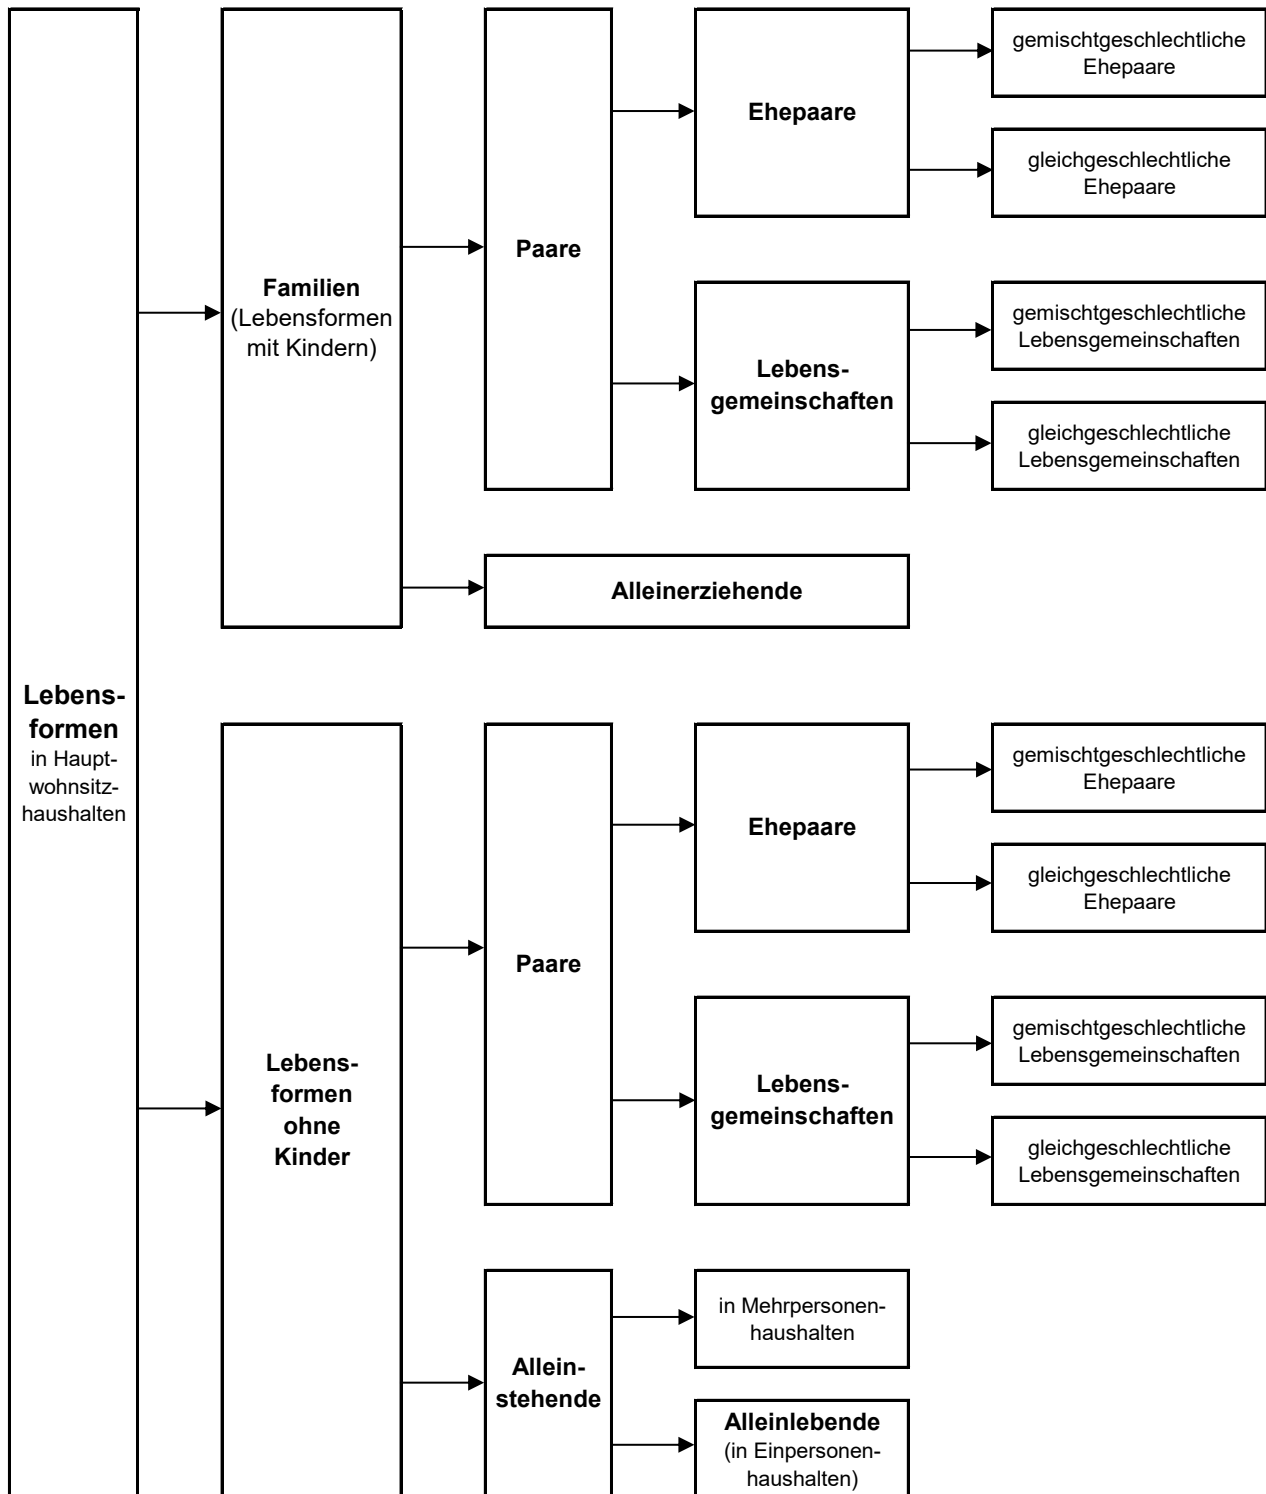 Lebens-
formen
in Haupt-
wohnsitz-
haushalten
Familien
(Lebensformen
mit Kindern)
Paare
Ehepaare
gemischtgeschlechtliche
Ehepaare
gleichgeschlechtliche
Ehepaare
Lebens-
gemeinschaften
gemischtgeschlechtliche
Lebensgemeinschaften
gleichgeschlechtliche
Lebensgemeinschaften
Alleinerziehende
Lebens-
formen
ohne
Kinder
Paare
Ehepaare
gemischtgeschlechtliche
Ehepaare
gleichgeschlechtliche
Ehepaare
Lebens-
gemeinschaften
gemischtgeschlechtliche
Lebensgemeinschaften
gleichgeschlechtliche
Lebensgemeinschaften
Allein-
stehende
in Mehrpersonen-
haushalten
Alleinlebende
(in Einpersonen-
haushalten)